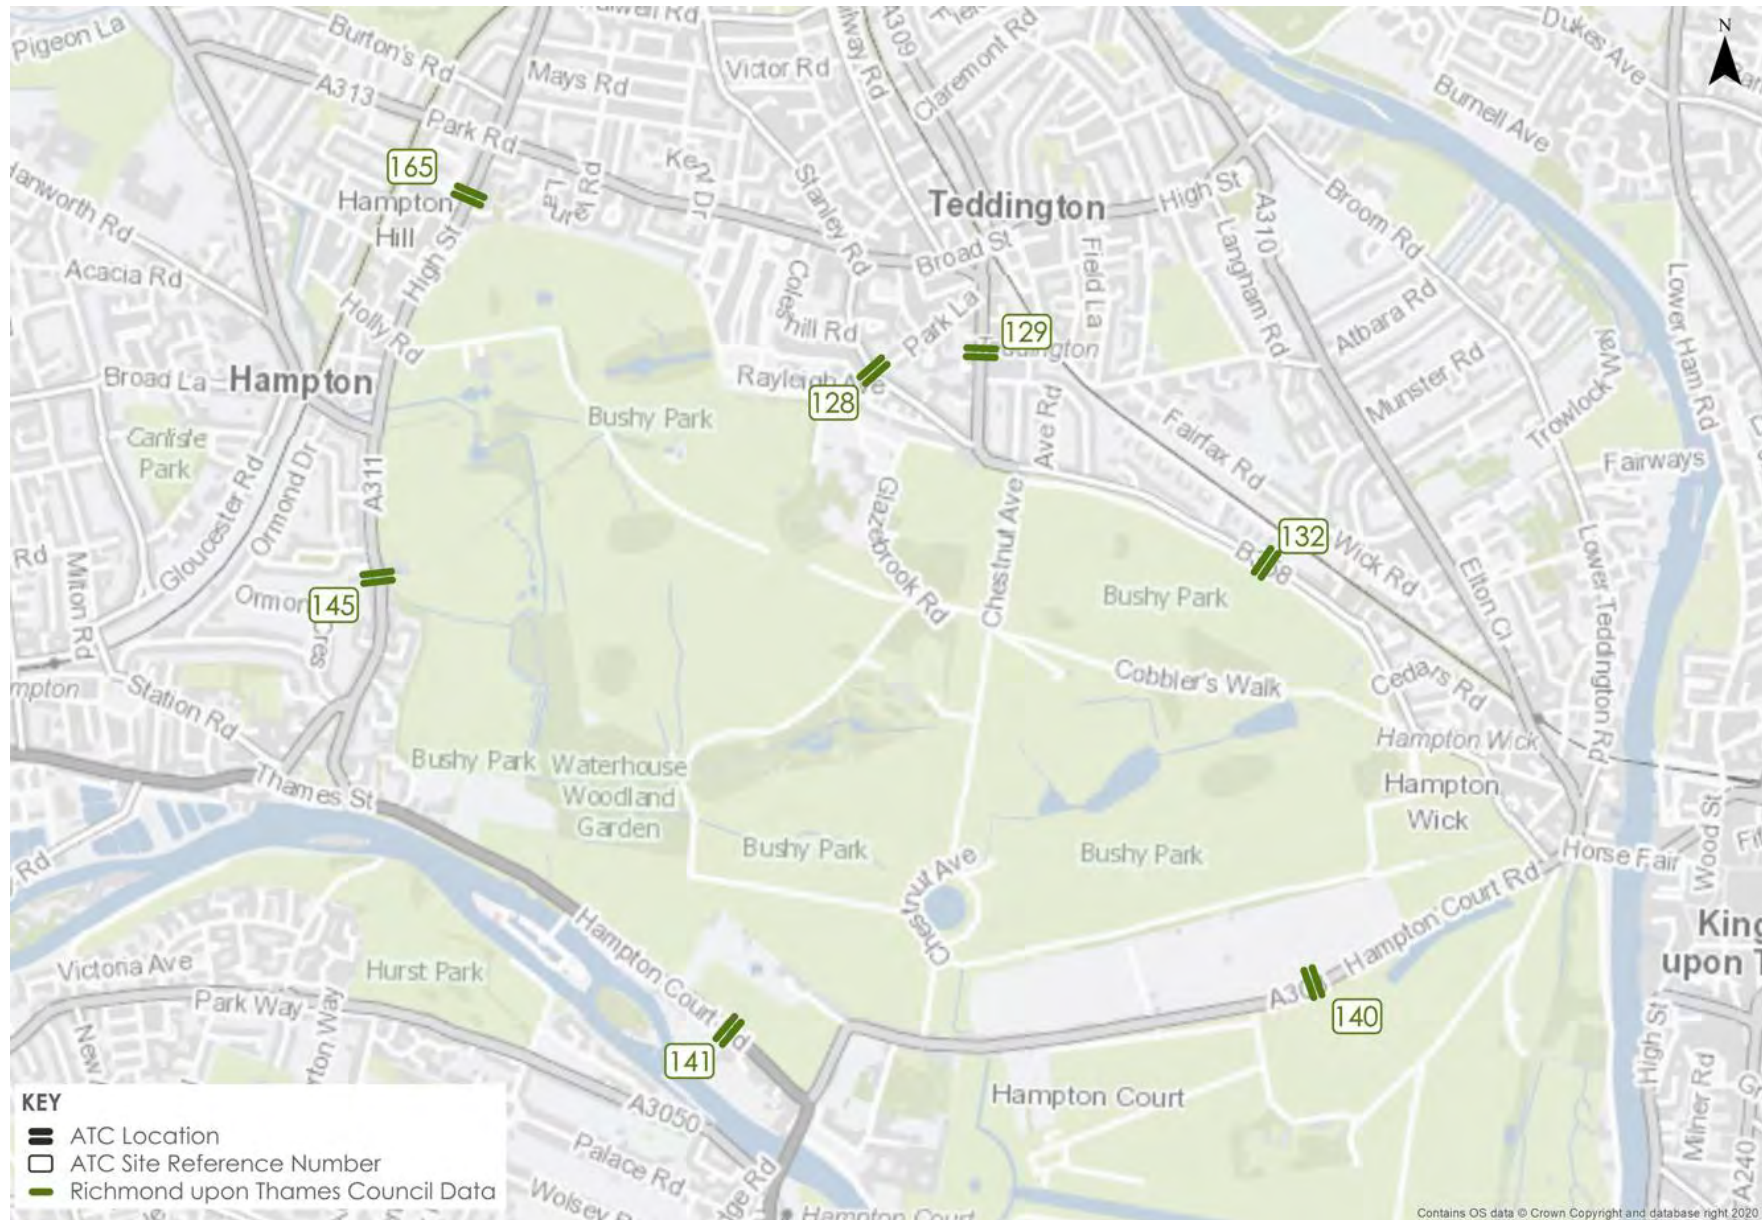 Pigeon La
Burton's Rd
A313
Park Rd
Mays Rd
Victor Rd
A309
Claremont Rd
Dukes Ave
Burnell Ave
N
165
Hampton
Hill
High St
Holly Rd
Acacia Rd
Broad La
Hampton
Carlisle
Park
Gloucester Rd
Ormond Dr
A311
Rd
Milton Rd
145
Cres
Station Rd
Thames St
Rd
Stanley Rd
Teddington
High St
A310
Broom Rd
Broad St
Field La
Langham Rd
Park La
129
128
Atbara Rd
Munster Rd
Trowlock
Way
Lower Ham Rd
Fairways
Bushy Park
Glazebrook Rd
Chestnut Ave
Ave Rd
Fairfax Rd
132
Wick Rd
Elton Cl
Lower Teddington Rd
Bushy Park
Cobbler's Walk
Cedars Rd
Hampton Wick
Hampton
Wick
Bushy Park
Waterhouse
Woodland
Garden
Bushy Park
Bushy Park
Chestnut Ave
Horse Fair
Wood St
Hampton Court Rd
140
141
Hampton Court
Hampton Court
Victoria Ave
Park Way
Hurst Park
A3050
Palace Rd
High St
Milner Rd
A240
upon
Hampton Court
KEY
ATC Location
ATC Site Reference Number
Richmond upon Thames Council Data
Contains OS data © Crown Copyright and database right 2020